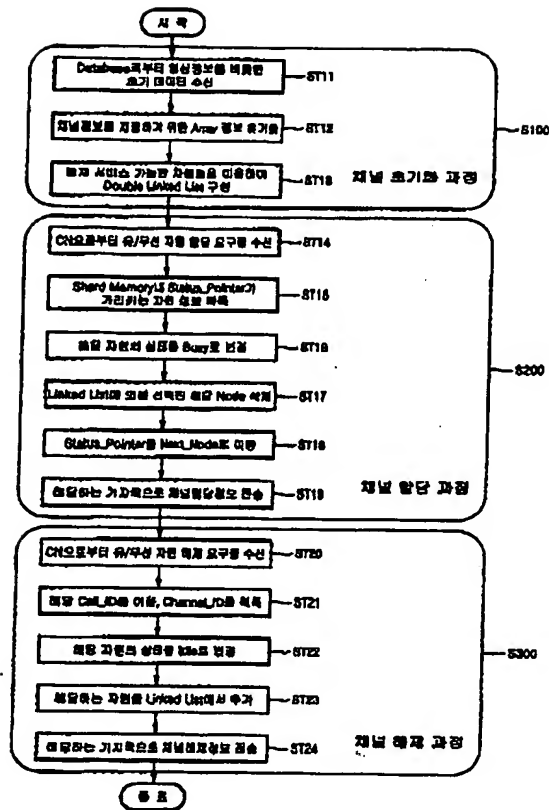 시 작
Database로부터 형상정보를 비롯한
초기 데이터 수신
ST11
채널정보를 저장하기 위한 Array 정보 초기화
ST12
현재 서비스 가능한 자원들을 이용하여
Double Linked List 구성
ST13
채널 초기화 과정
S100
CN으로부터 유/무선 자원 할당 요구를 수신
ST14
Shard Memory내 Status_Pointer가
가리키는 자원 정보 획득
ST15
해당 자원의 상태를 Busy로 변경
ST16
Linked List에 의해 선택된 해당 Node 삭제
ST17
Status_Pointer를 Next_Node로 이동
ST18
해당하는 기지국으로 채널할당정보 전송
ST19
채널 할당 과정
S200
CN으로부터 유/무선 자원 해제 요구를 수신
ST20
해당 Call_ID를 이용, Channel_ID를 획득
ST21
해당 자원의 상태를 Idle로 변경
ST22
해당하는 자원을 Linked List에서 추가
ST23
해당하는 기지국으로 채널해제정보 전송
ST24
채널 해제 과정
S300
종 료